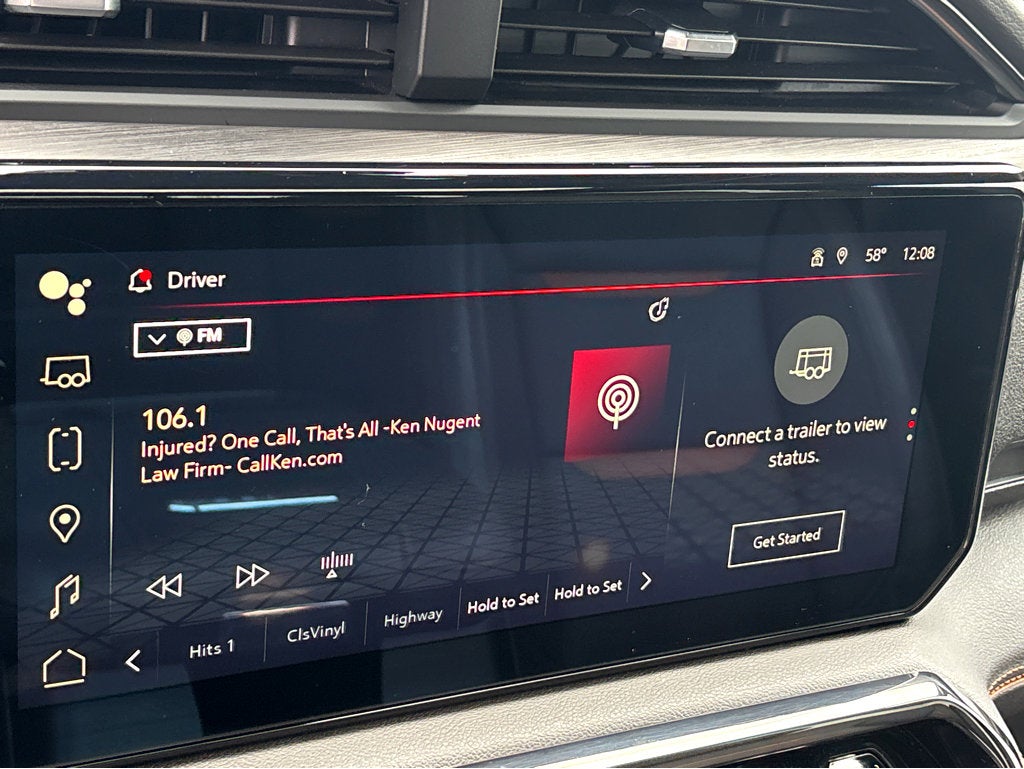 Driver
58° 12:08
FM
106.1
Injured? One Call, That's All -Ken Nugent
Law Firm- CallKen.com
Connect a trailer to view
status.
Get Started
Hits 1 ClsVinyl Highway Hold to Set Hold to Set